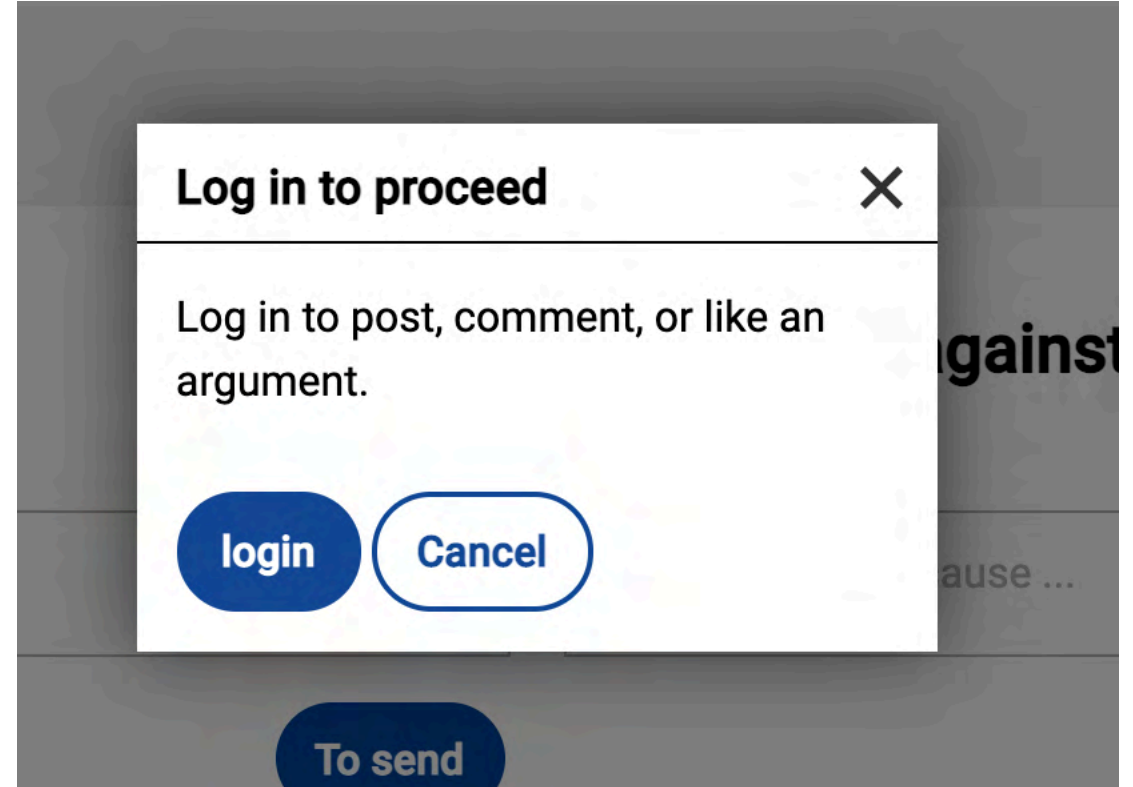 Log in to proceed
Log in to post, comment, or like an
argument.
login Cancel
To send